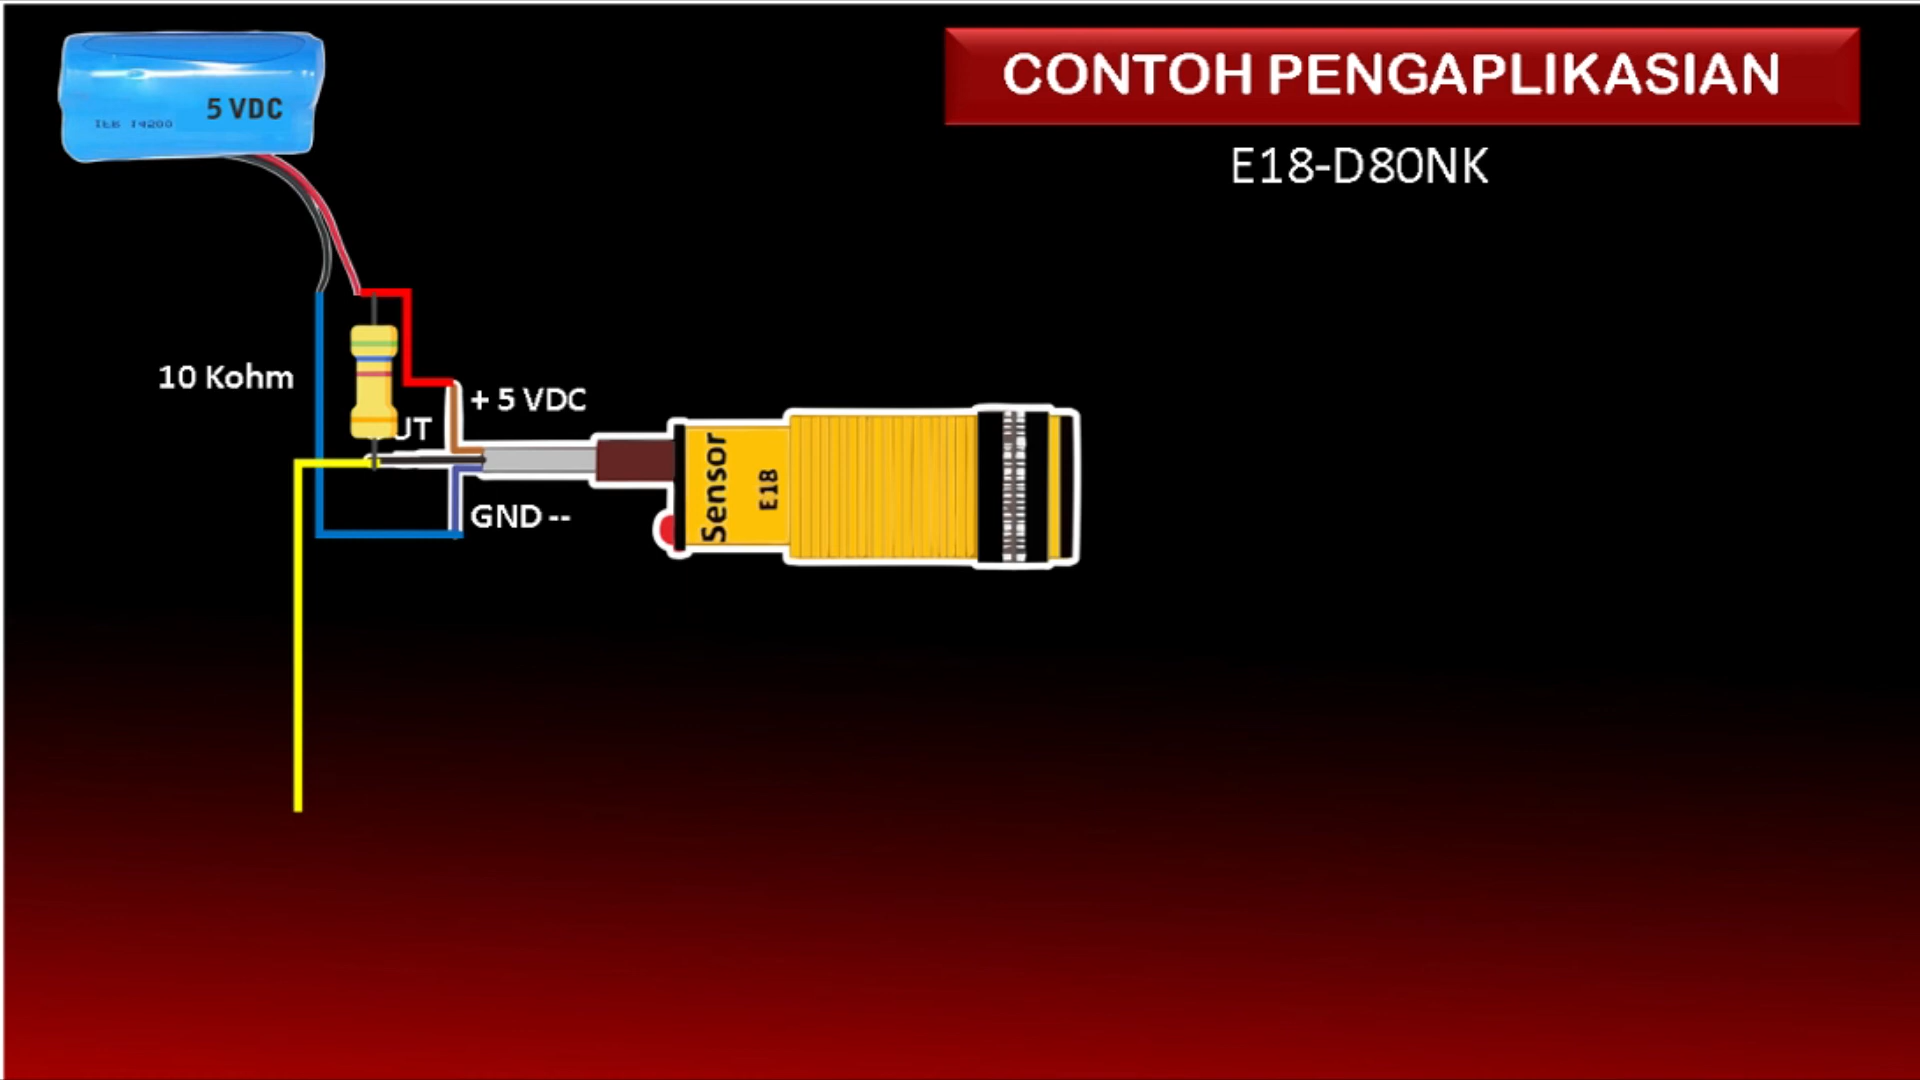 CONTOH PENGAPLIKASIAN
E18-D80NK
5 VDC
10 Kohm
+ 5 VDC
UT
GND --
Sensor
E18